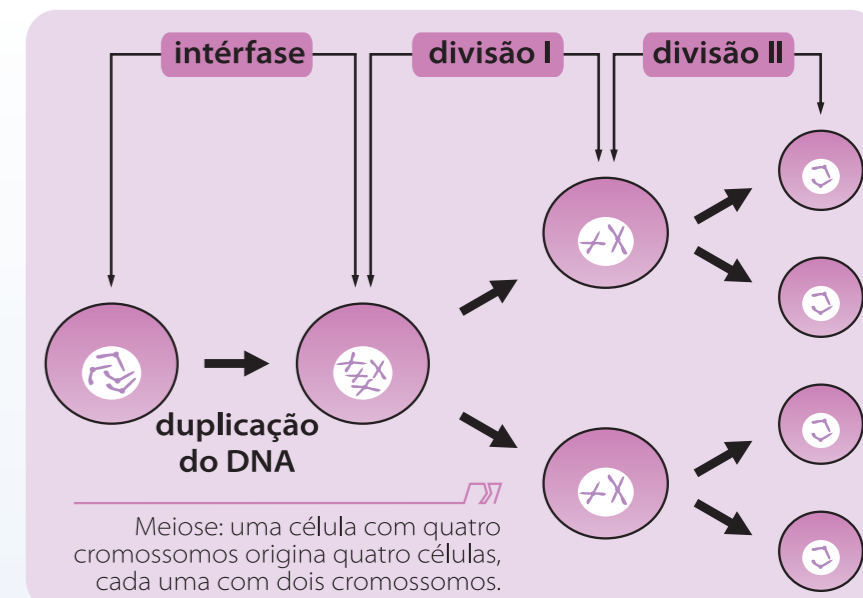 intérfase
divisão I
divisão II
duplicação
do DNA
Meiose: uma célula com quatro
cromossomos origina quatro células,
cada uma com dois cromossomos.